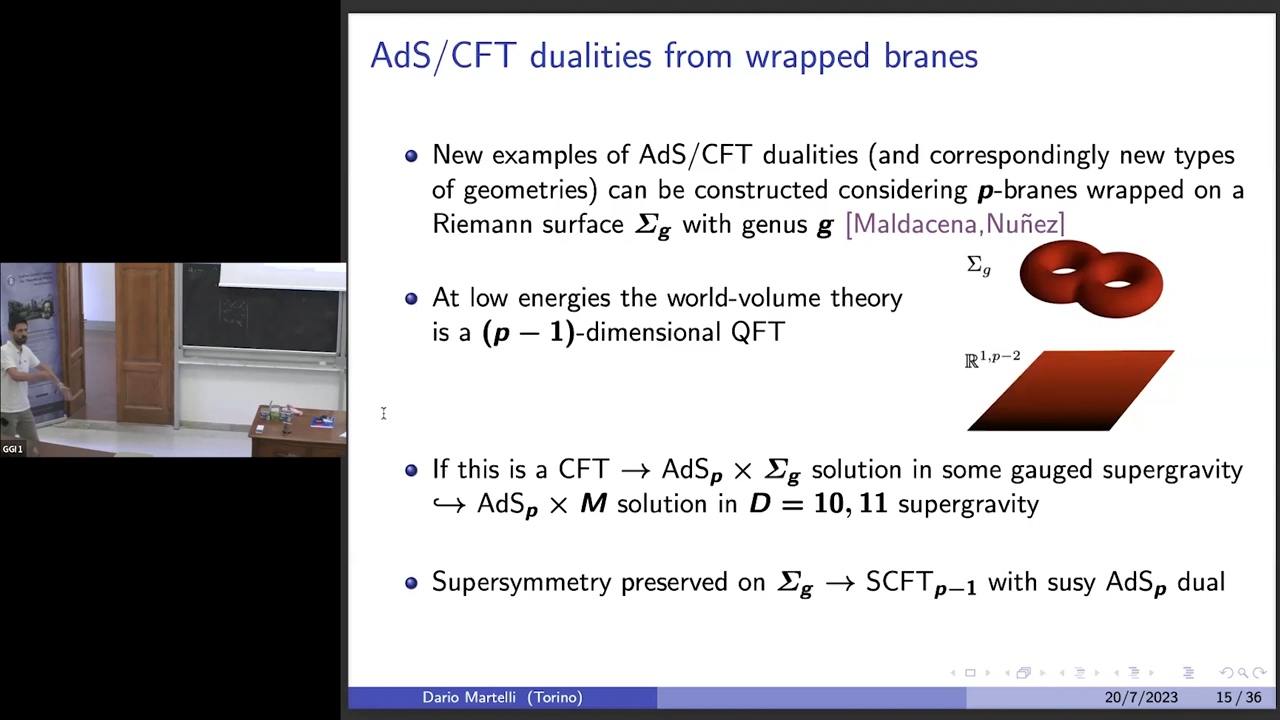 AdS/CFT dualities from wrapped branes
New examples of AdS/CFT dualities (and correspondingly new types
of geometries) can be constructed considering p-branes wrapped on a
Riemann surface Σg with genus g [Maldacena,Nuñez]
Σg
At low energies the world-volume theory
is a (p − 1)-dimensional QFT
ℝ1,p−2
If this is a CFT → AdSp × Σg solution in some gauged supergravity
↪ AdSp × M solution in D = 10, 11 supergravity
Supersymmetry preserved on Σg → SCFTp−1 with susy AdSp dual
GGI 1
Dario Martelli (Torino)
20/7/2023
15 / 36